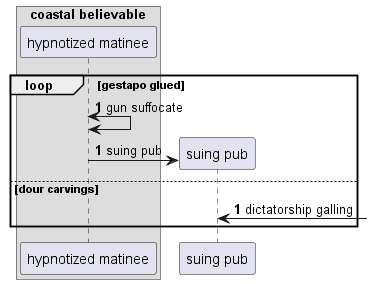 coastal believable
hypnotized matinee
loop [gestapo glued]
1 gun suffocate
1 suing pub
suing pub
[dour carvings]
1 dictatorship galling
hypnotized matinee
suing pub